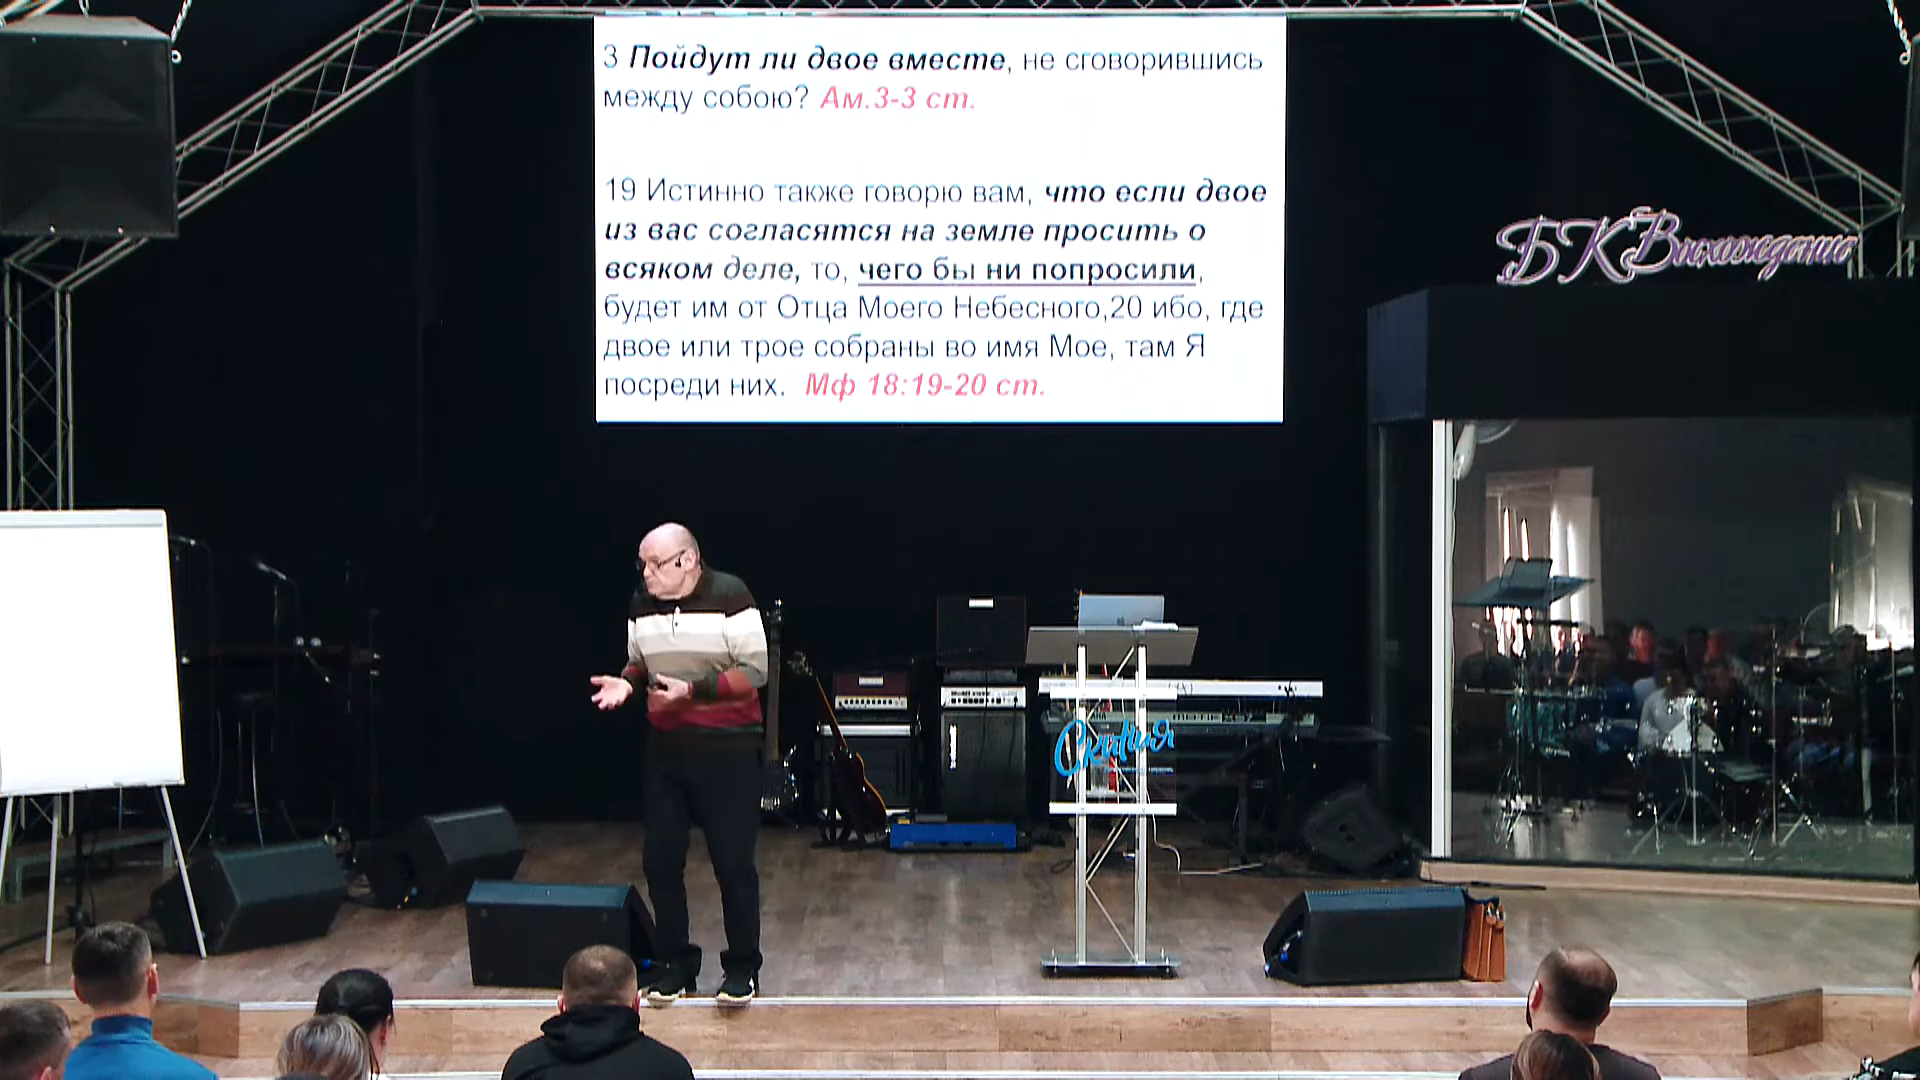 3 Пойдут ли двое вместе, не сговорившись
между собою? Ам.3-3 ст.
19 Истинно также говорю вам, что если двое
из вас согласятся на земле просить о
всяком деле, то, чего бы ни попросили,
будет им от Отца Моего Небесного,20 ибо, где
двое или трое собраны во имя Мое, там Я
посреди них. Мф 18:19-20 ст.
БК Восхождение
Скиния